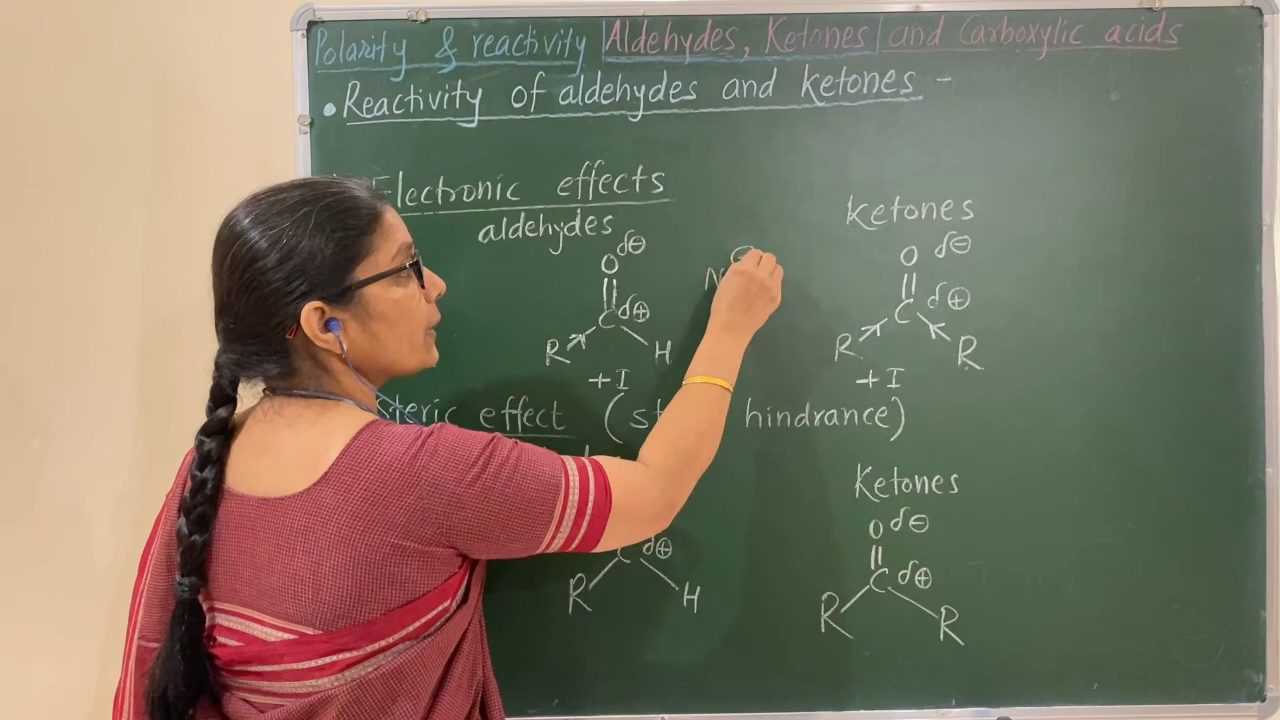 Polarity & reactivity Aldehydes, Ketones and Carboxylic acids
• Reactivity of aldehydes and ketones -
Electronic effects
aldehydes
Ketones
O δ⊖
O δ⊖
C δ⊕
C δ⊕
N
R H
R R
+I
+I
Steric effect ( hindrance)
Ketones
O δ⊖
C δ⊕
δ⊕
R H
R R